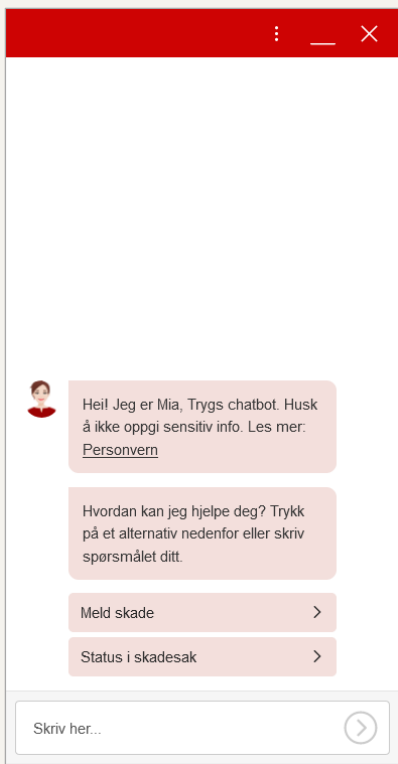 Hei! Jeg er Mia, Trygs chatbot. Husk
å ikke oppgi sensitiv info. Les mer:
Personvern
Hvordan kan jeg hjelpe deg? Trykk
på et alternativ nedenfor eller skriv
spørsmålet ditt.
Meld skade
Status i skadesak
Skriv her...